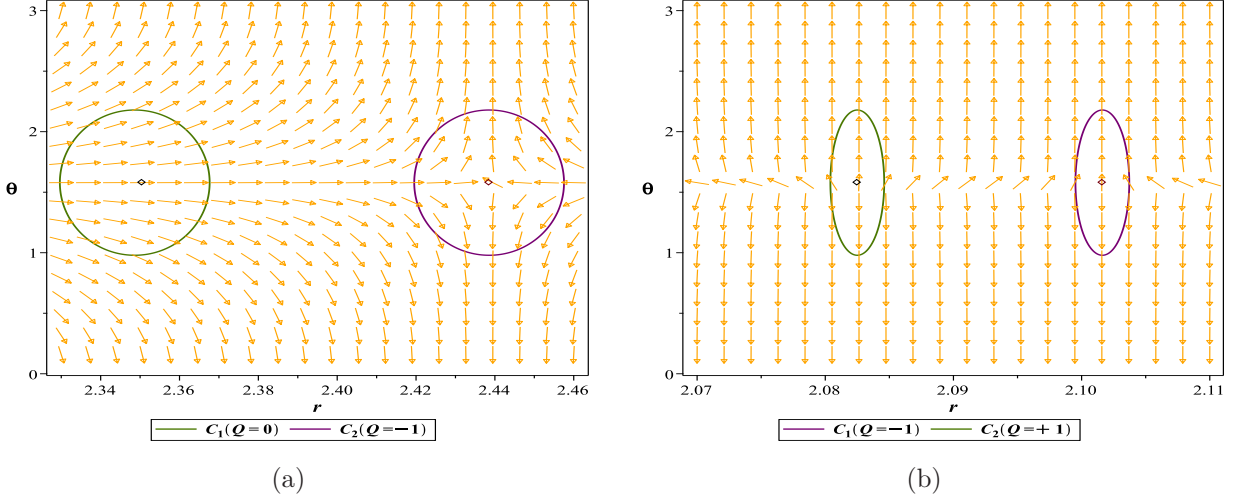 3
2
θ
1
0
2.34 2.36 2.38 2.40 2.42 2.44 2.46
r
C₁(Q=0) C₂(Q=−1)
(a)
3
2
θ
1
0
2.07 2.08 2.09 2.10 2.11
r
C₁(Q=−1) C₂(Q=+1)
(b)